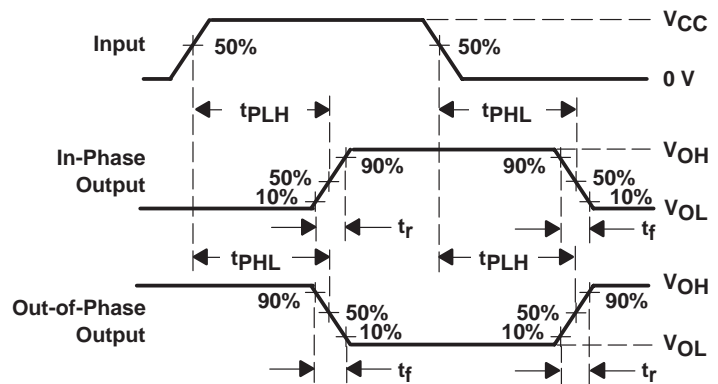 Input
50%
50%
VCC
0 V
tPLH
tPHL
In-Phase
Output
50%
10%
90%
90%
50%
10%
VOH
VOL
tr
tf
tPHL
tPLH
Out-of-Phase
Output
90%
50%
10%
50%
10%
90%
VOH
VOL
tf
tr